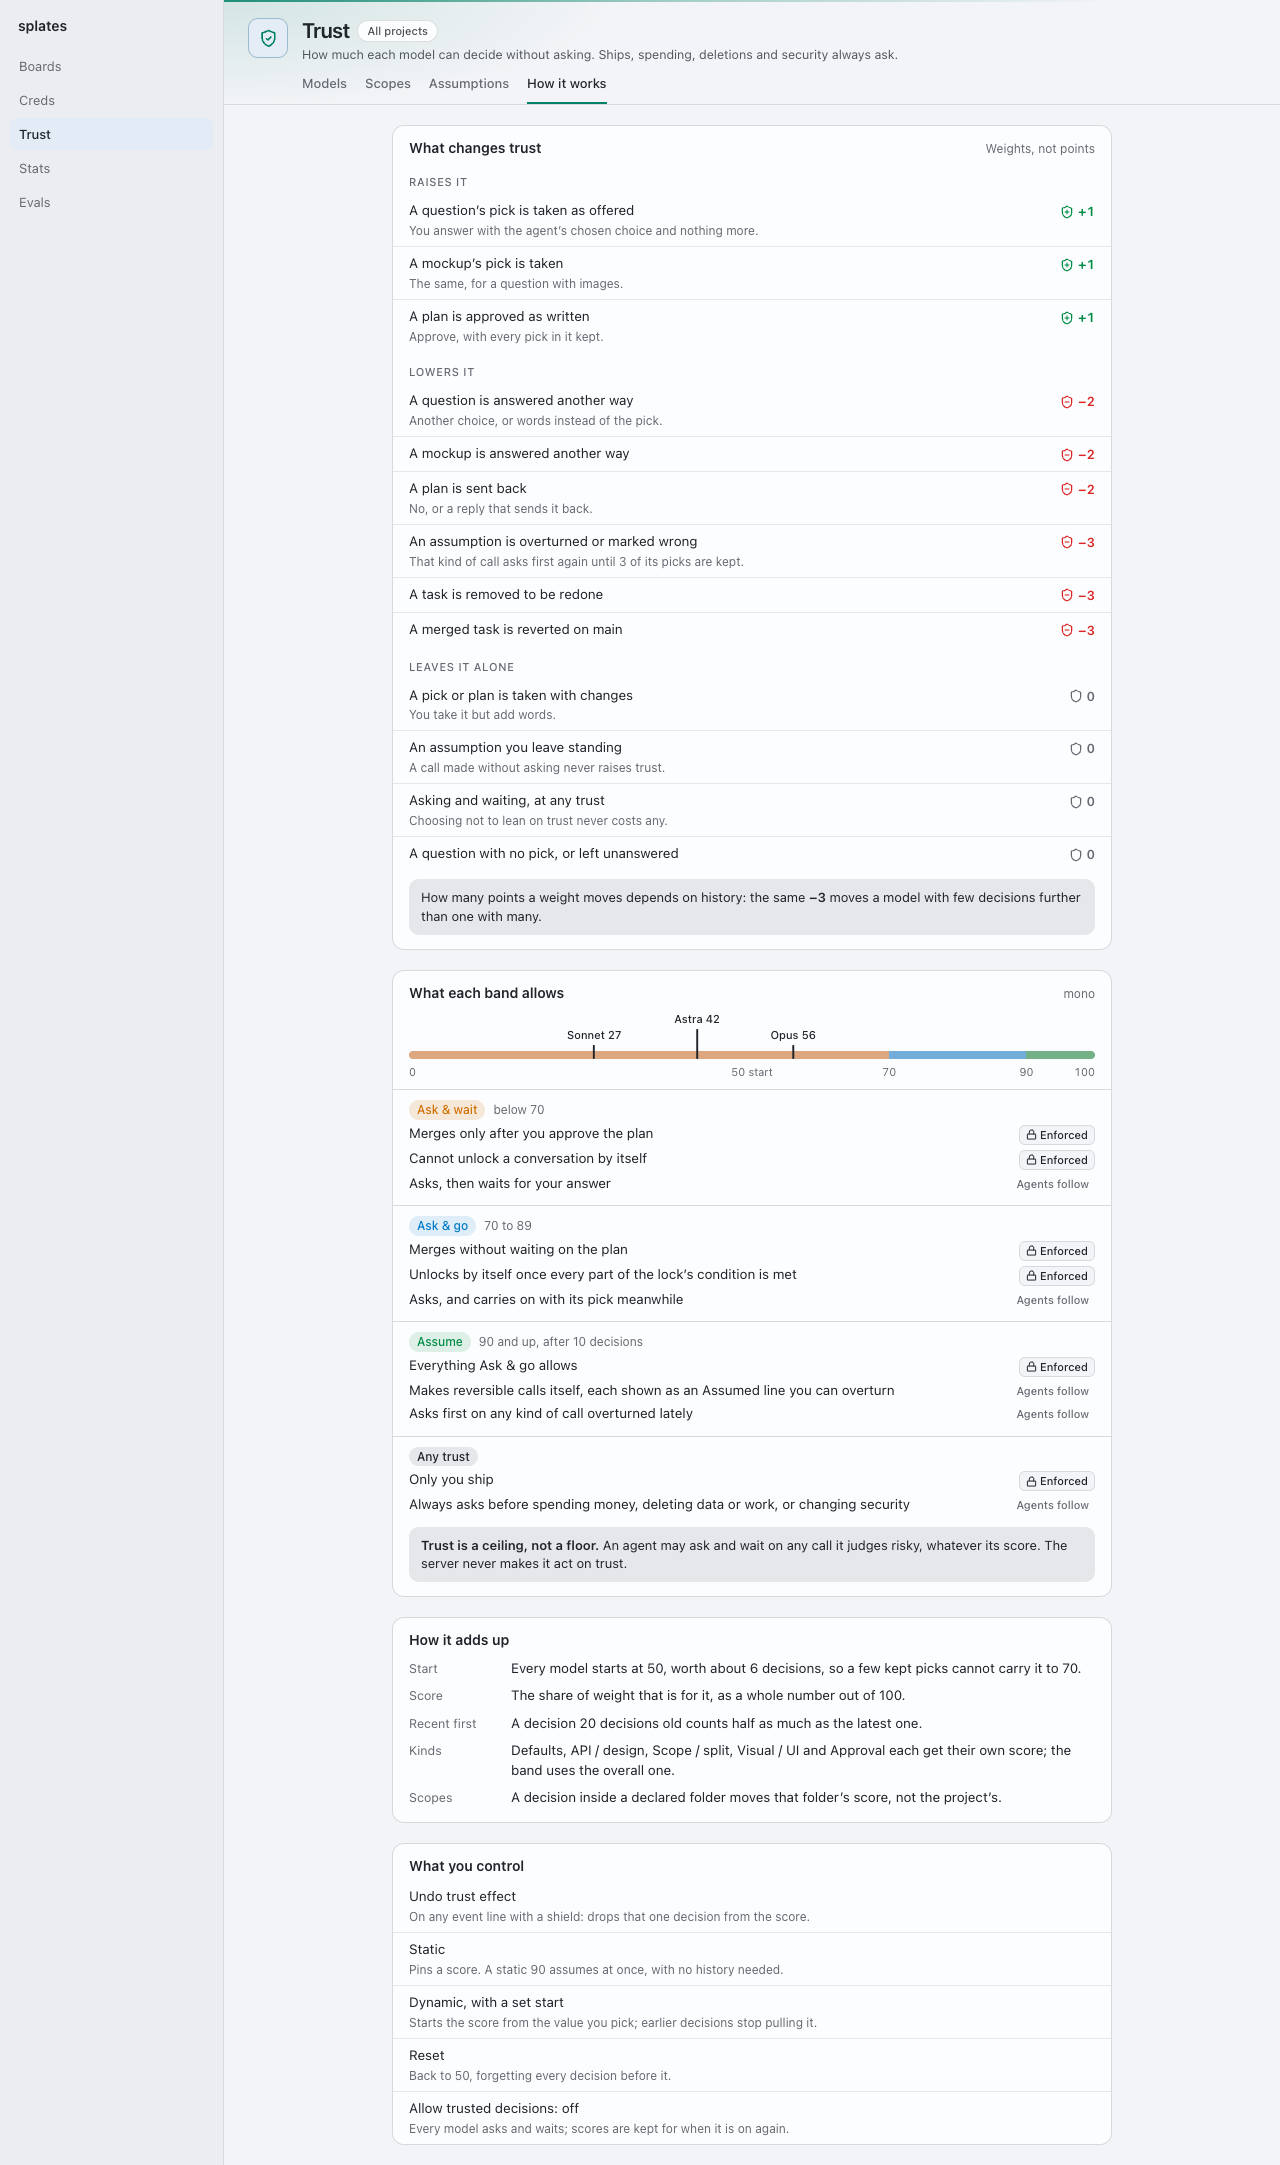 splates
Boards
Creds
Trust
Stats
Evals
Trust
All projects
How much each model can decide without asking. Ships, spending, deletions and security always ask.
Models
Scopes
Assumptions
How it works
What changes trust
Weights, not points
RAISES IT
A question's pick is taken as offered
+1
You answer with the agent's chosen choice and nothing more.
A mockup's pick is taken
+1
The same, for a question with images.
A plan is approved as written
+1
Approve, with every pick in it kept.
LOWERS IT
A question is answered another way
−2
Another choice, or words instead of the pick.
A mockup is answered another way
−2
A plan is sent back
−2
No, or a reply that sends it back.
An assumption is overturned or marked wrong
−3
That kind of call asks first again until 3 of its picks are kept.
A task is removed to be redone
−3
A merged task is reverted on main
−3
LEAVES IT ALONE
A pick or plan is taken with changes
0
You take it but add words.
An assumption you leave standing
0
A call made without asking never raises trust.
Asking and waiting, at any trust
0
Choosing not to lean on trust never costs any.
A question with no pick, or left unanswered
0
How many points a weight moves depends on history: the same −3 moves a model with few decisions further
than one with many.
What each band allows
mono
Astra 42
Sonnet 27
Opus 56
0
50 start
70
90
100
Ask & wait
below 70
Merges only after you approve the plan
Enforced
Cannot unlock a conversation by itself
Enforced
Asks, then waits for your answer
Agents follow
Ask & go
70 to 89
Merges without waiting on the plan
Enforced
Unlocks by itself once every part of the lock's condition is met
Enforced
Asks, and carries on with its pick meanwhile
Agents follow
Assume
90 and up, after 10 decisions
Everything Ask & go allows
Enforced
Makes reversible calls itself, each shown as an Assumed line you can overturn
Agents follow
Asks first on any kind of call overturned lately
Agents follow
Any trust
Only you ship
Enforced
Always asks before spending money, deleting data or work, or changing security
Agents follow
Trust is a ceiling, not a floor. An agent may ask and wait on any call it judges risky, whatever its score. The
server never makes it act on trust.
How it adds up
Start
Every model starts at 50, worth about 6 decisions, so a few kept picks cannot carry it to 70.
Score
The share of weight that is for it, as a whole number out of 100.
Recent first
A decision 20 decisions old counts half as much as the latest one.
Kinds
Defaults, API / design, Scope / split, Visual / UI and Approval each get their own score; the
band uses the overall one.
Scopes
A decision inside a declared folder moves that folder's score, not the project's.
What you control
Undo trust effect
On any event line with a shield: drops that one decision from the score.
Static
Pins a score. A static 90 assumes at once, with no history needed.
Dynamic, with a set start
Starts the score from the value you pick; earlier decisions stop pulling it.
Reset
Back to 50, forgetting every decision before it.
Allow trusted decisions: off
Every model asks and waits; scores are kept for when it is on again.